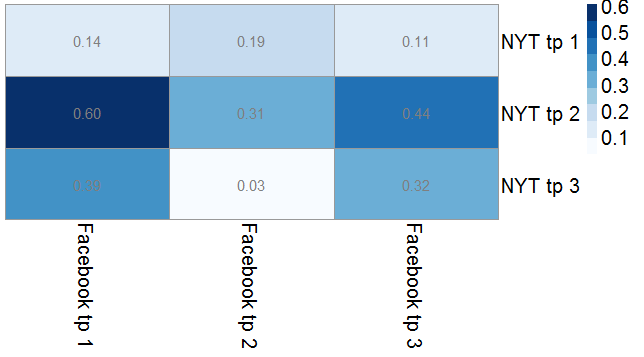 0.14 0.19 0.11 NYT tp 1
0.60 0.31 0.44 NYT tp 2
0.39 0.03 0.32 NYT tp 3
Facebook tp 1
Facebook tp 2
Facebook tp 3
0.6
0.5
0.4
0.3
0.2
0.1